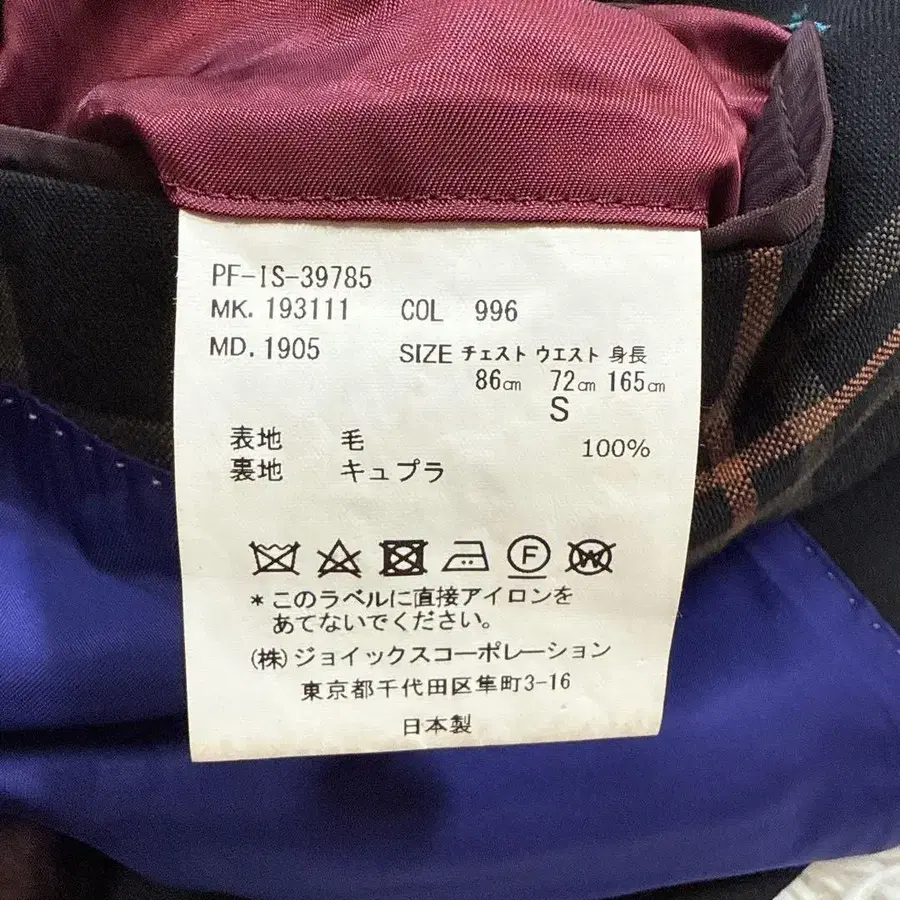 PF-IS-39785
MK. 193111 COL 996
MD. 1905 SIZE チェスト ウエスト 身長
86㎝ 72㎝ 165㎝
S
表地 毛 100%
裏地 キュプラ
F W
*このラベルに直接アイロンを
あてないでください。
(株)ジョイックスコーポレーション
東京都千代田区隼町3-16
日本製